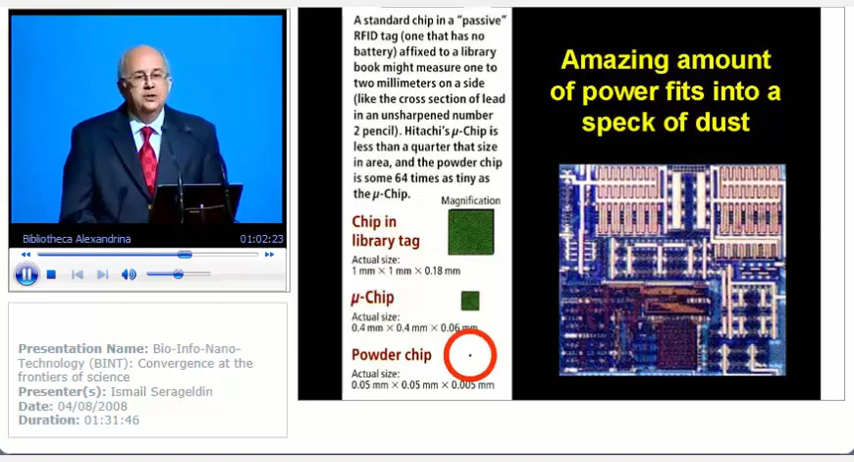 Bibliotheca Alexandrina
01:02:23
Presentation Name: Bio-Info-Nano-
Technology (BINT): Convergence at the
frontiers of science
Presenter(s): Ismail Serageldin
Date: 04/08/2008
Duration: 01:31:46
A standard chip in a “passive”
RFID tag (one that has no
battery) affixed to a library
book might measure one to
two millimeters on a side
(like the cross section of lead
in an unsharpened number
2 pencil). Hitachi’s μ-Chip is
less than a quarter that size
in area, and the powder chip
is some 64 times as tiny as
the μ-Chip.
Magnification
Chip in
library tag
Actual size:
1 mm × 1 mm × 0.18 mm
μ-Chip
Actual size:
0.4 mm × 0.4 mm × 0.06 mm
Powder chip
Actual size:
0.05 mm × 0.05 mm × 0.005 mm
Amazing amount
of power fits into a
speck of dust